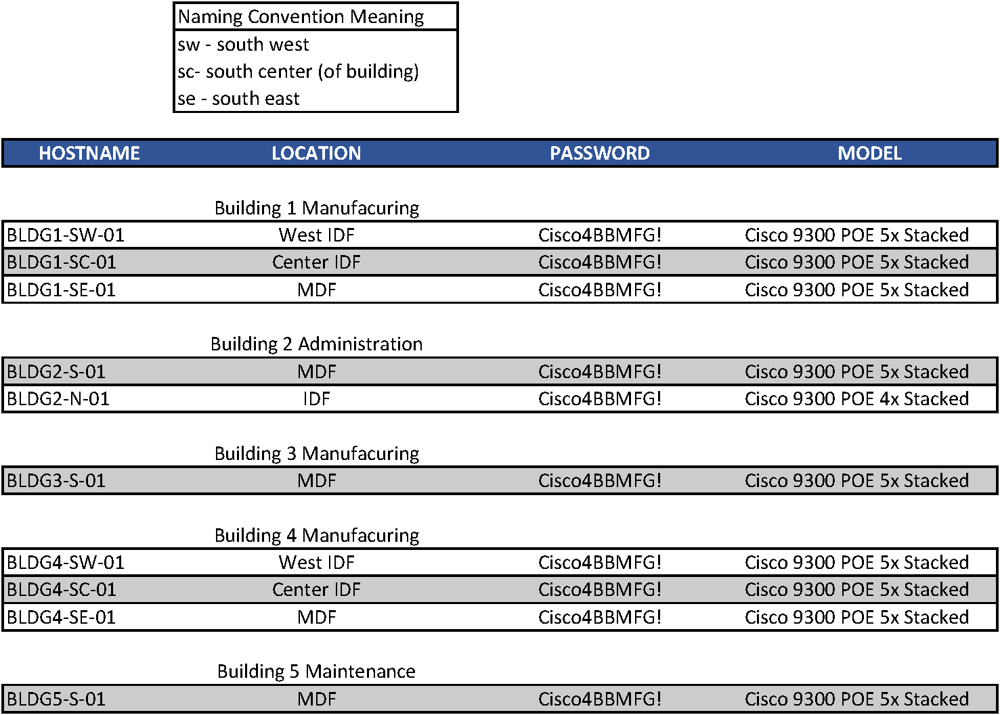 Naming Convention Meaning
sw - south west
sc- south center (of building)
se - south east
HOSTNAME LOCATION PASSWORD MODEL
Building 1 Manufacuring
BLDG1-SW-01 West IDF Cisco4BBMFG! Cisco 9300 POE 5x Stacked
BLDG1-SC-01 Center IDF Cisco4BBMFG! Cisco 9300 POE 5x Stacked
BLDG1-SE-01 MDF Cisco4BBMFG! Cisco 9300 POE 5x Stacked
Building 2 Administration
BLDG2-S-01 MDF Cisco4BBMFG! Cisco 9300 POE 5x Stacked
BLDG2-N-01 IDF Cisco4BBMFG! Cisco 9300 POE 4x Stacked
Building 3 Manufacuring
BLDG3-S-01 MDF Cisco4BBMFG! Cisco 9300 POE 5x Stacked
Building 4 Manufacuring
BLDG4-SW-01 West IDF Cisco4BBMFG! Cisco 9300 POE 5x Stacked
BLDG4-SC-01 Center IDF Cisco4BBMFG! Cisco 9300 POE 5x Stacked
BLDG4-SE-01 MDF Cisco4BBMFG! Cisco 9300 POE 5x Stacked
Building 5 Maintenance
BLDG5-S-01 MDF Cisco4BBMFG! Cisco 9300 POE 5x Stacked